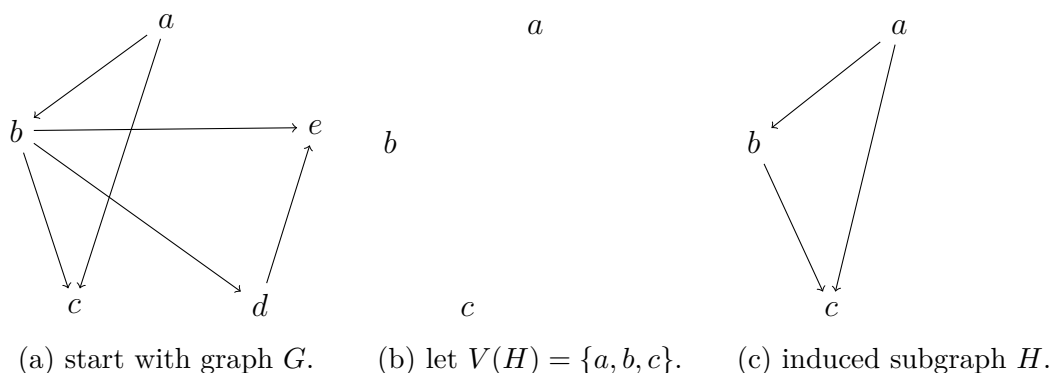 a
a
a
b
e
b
b
c
d
c
c
(a) start with graph G.
(b) let V(H) = {a, b, c}.
(c) induced subgraph H.